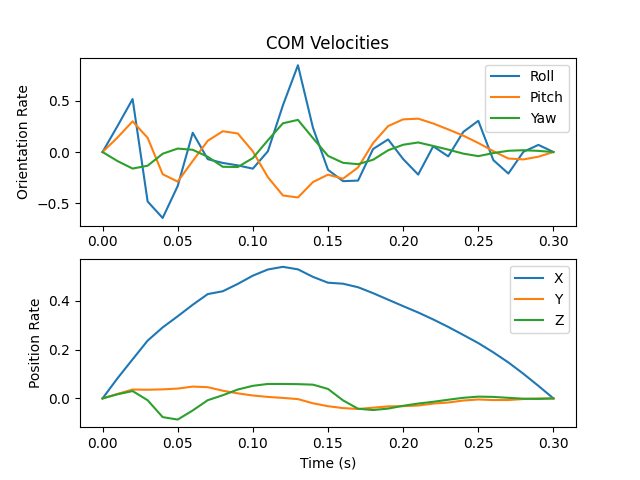 COM Velocities
Orientation Rate
0.5
0.0
−0.5
Roll
Pitch
Yaw
0.00 0.05 0.10 0.15 0.20 0.25 0.30
Position Rate
0.4
0.2
0.0
X
Y
Z
0.00 0.05 0.10 0.15 0.20 0.25 0.30
Time (s)